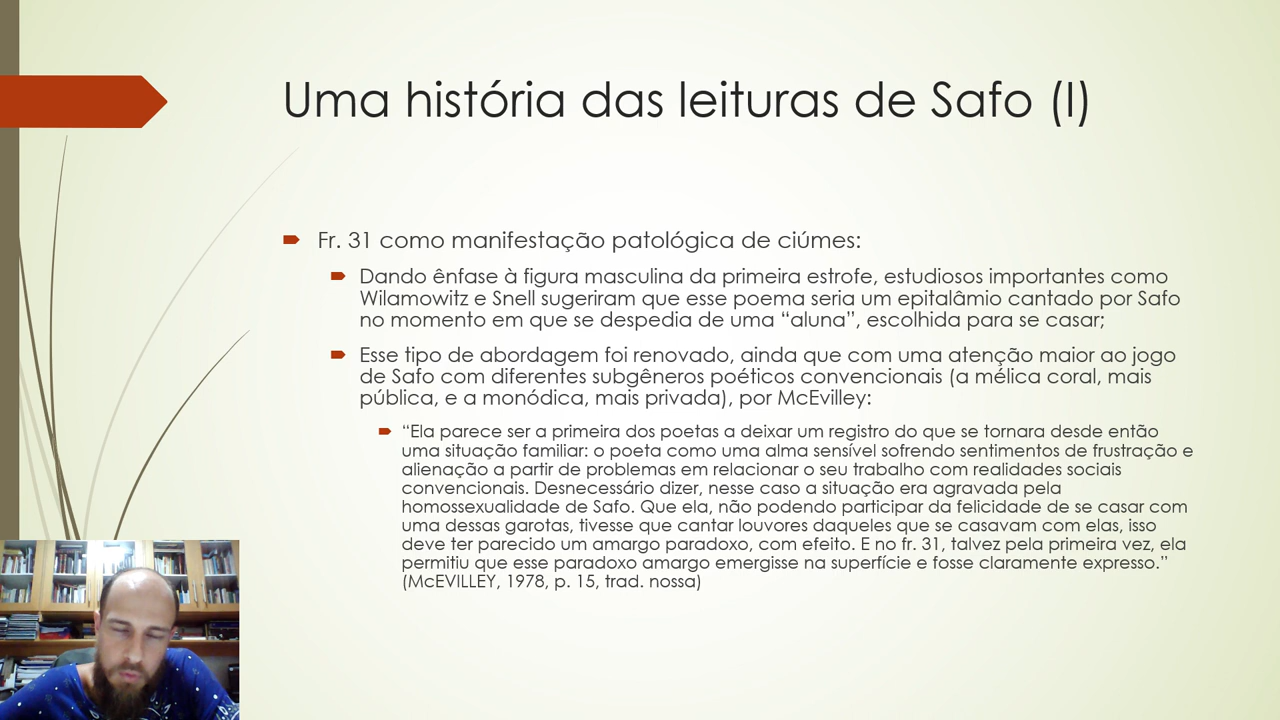 Uma história das leituras de Safo (I)
Fr. 31 como manifestação patológica de ciúmes:
Dando ênfase à figura masculina da primeira estrofe, estudiosos importantes como
Wilamowitz e Snell sugeriram que esse poema seria um epitalâmio cantado por Safo
no momento em que se despedia de uma “aluna”, escolhida para se casar;
Esse tipo de abordagem foi renovado, ainda que com uma atenção maior ao jogo
de Safo com diferentes subgêneros poéticos convencionais (a mélica coral, mais
pública, e a monódica, mais privada), por McEvilley:
“Ela parece ser a primeira dos poetas a deixar um registro do que se tornara desde então
uma situação familiar: o poeta como uma alma sensível sofrendo sentimentos de frustração e
alienação a partir de problemas em relacionar o seu trabalho com realidades sociais
convencionais. Desnecessário dizer, nesse caso a situação era agravada pela
homossexualidade de Safo. Que ela, não podendo participar da felicidade de se casar com
uma dessas garotas, tivesse que cantar louvores daqueles que se casavam com elas, isso
deve ter parecido um amargo paradoxo, com efeito. E no fr. 31, talvez pela primeira vez, ela
permitiu que esse paradoxo amargo emergisse na superfície e fosse claramente expresso.”
(McEVILLEY, 1978, p. 15, trad. nossa)